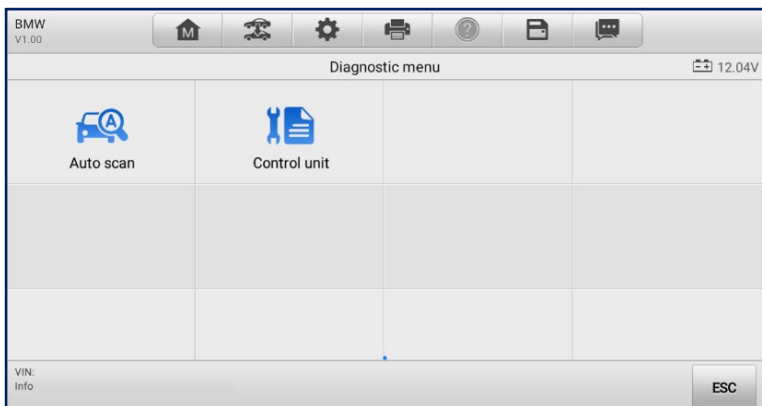 BMW
V1.00
M
Diagnostic menu
12.04V
A
Auto scan
Control unit
VIN:
Info
ESC